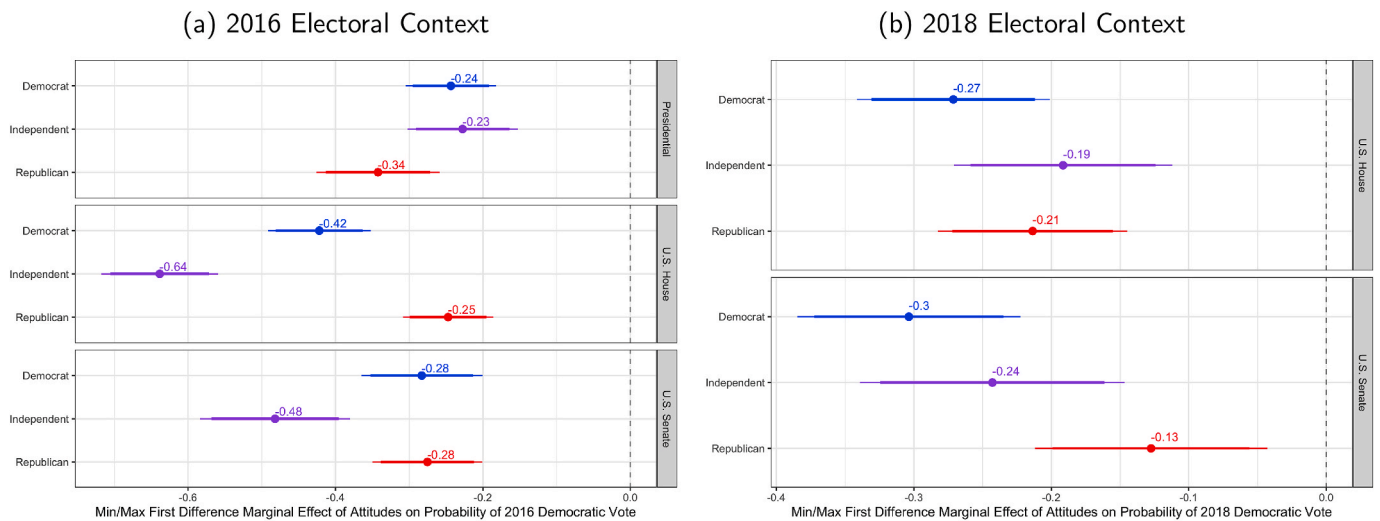 (a) 2016 Electoral Context
Democrat
-0.24
Independent
-0.23
Republican
-0.34
Presidential
Democrat
-0.42
Independent
-0.64
Republican
-0.25
U.S. House
Democrat
-0.28
Independent
-0.48
Republican
-0.28
U.S. Senate
-0.6 -0.4 -0.2 0.0
Min/Max First Difference Marginal Effect of Attitudes on Probability of 2016 Democratic Vote
(b) 2018 Electoral Context
Democrat
-0.27
Independent
-0.19
Republican
-0.21
U.S. House
Democrat
-0.3
Independent
-0.24
Republican
-0.13
U.S. Senate
-0.4 -0.3 -0.2 -0.1 0.0
Min/Max First Difference Marginal Effect of Attitudes on Probability of 2018 Democratic Vote